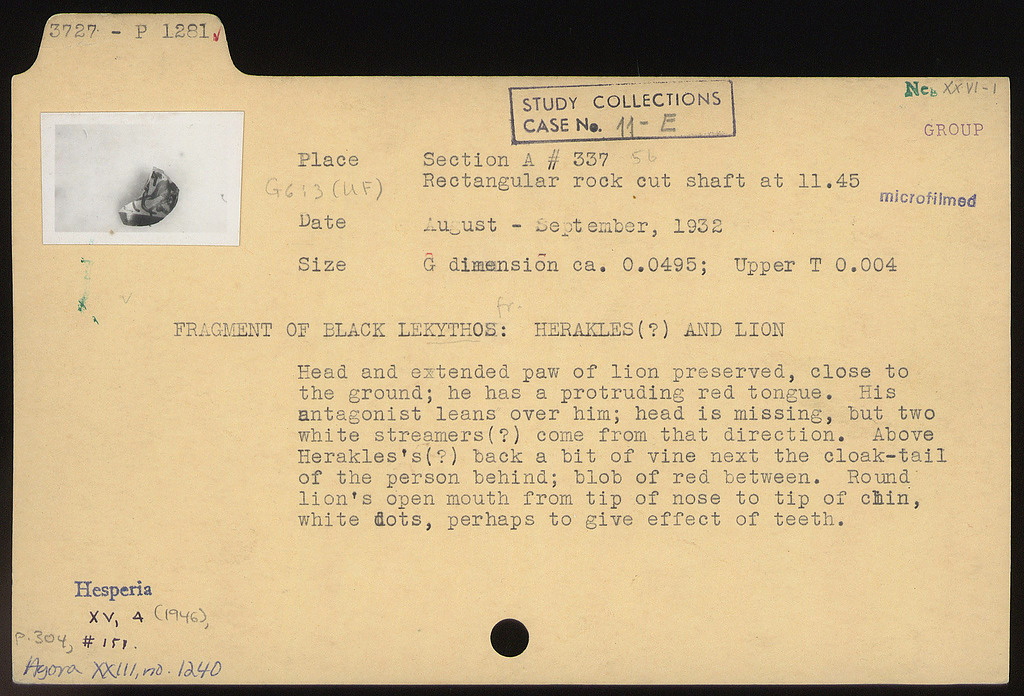 3727 - P 1281 ✓
Neg XXVI-1
STUDY COLLECTIONS
CASE No. 11-E
GROUP
Place Section A # 337 56
G6:3 (UF) Rectangular rock cut shaft at 11.45
microfilmed
Date August - September, 1932
Size G dimension ca. 0.0495; Upper T 0.004
fr.
FRAGMENT OF BLACK LEKYTHOS: HERAKLES(?) AND LION
Head and extended paw of lion preserved, close to
the ground; he has a protruding red tongue. His
antagonist leans over him; head is missing, but two
white streamers(?) come from that direction. Above
Herakles's(?) back a bit of vine next the cloak-tail
of the person behind; blob of red between. Round
lion's open mouth from tip of nose to tip of chin,
white dots, perhaps to give effect of teeth.
Hesperia
XV, 4 (1946),
p. 304, # 151.
Agora XXIII, no. 1240